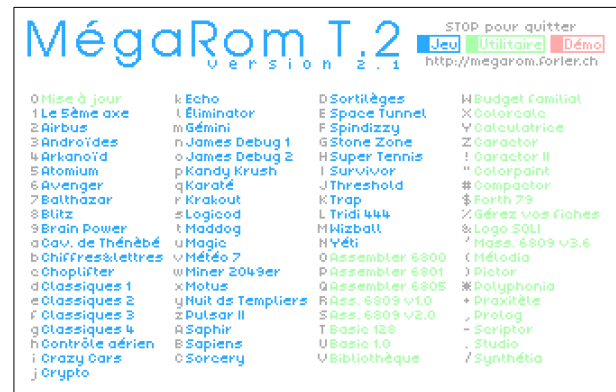 MégaRom T.2
version 2.1
STOP pour quitter
Jeu Utilitaire Démo
http://megarom.forler.ch
0 Mise à jour
1 Le 5ème axe
2 Airbus
3 Androïdes
4 Arkanoïd
5 Atomium
6 Avenger
7 Balthazar
8 Blitz
9 Brain Power
a Cav. de Thénèbé
b Chiffres&lettres
c Choplifter
d Classiques 1
e Classiques 2
f Classiques 3
g Classiques 4
h Contrôle aérien
i Crazy Cars
j Crypto
k Echo
l Éliminator
m Gémini
n James Debug 1
o James Debug 2
p Kandy Krush
q Karaté
r Krakout
s Logicod
t Maddog
u Magic
v Météo 7
w Miner 2049er
x Motus
y Nuit ds Templiers
z Pulsar II
A Saphir
B Sapiens
C Sorcery
D Sortilèges
E Space Tunnel
F Spindizzy
G Stone Zone
H Super Tennis
I Survivor
J Threshold
K Trap
L Tridi 444
M Wizball
N Yéti
O Assembler 6800
P Assembler 6801
Q Assembler 6805
R Ass. 6809 v1.0
S Ass. 6809 v2.0
T Basic 128
U Basic 1.0
V Bibliothèque
W Budget familial
X Colorcalc
Y Calculatrice
Z Caractor
! Caractor II
" Colorpaint
# Compactor
$ Forth 79
% Gérez vos fiches
& Logo SOLI
' Mass. 6809 v3.6
( Mélodia
) Pictor
* Polyphonia
+ Praxitèle
, Prolog
- Scriptor
. Studio
/ Synthétia